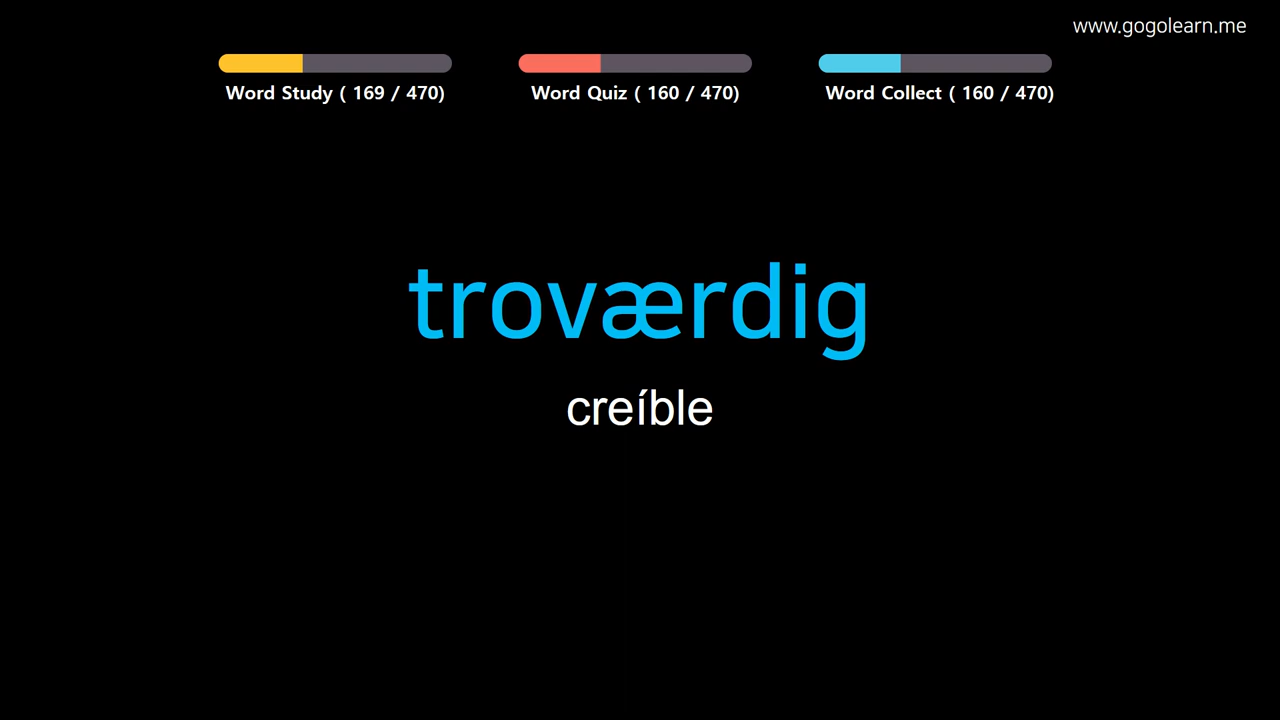 www.gogolearn.me
Word Study ( 169 / 470)
Word Quiz ( 160 / 470)
Word Collect ( 160 / 470)
troværdig
creíble